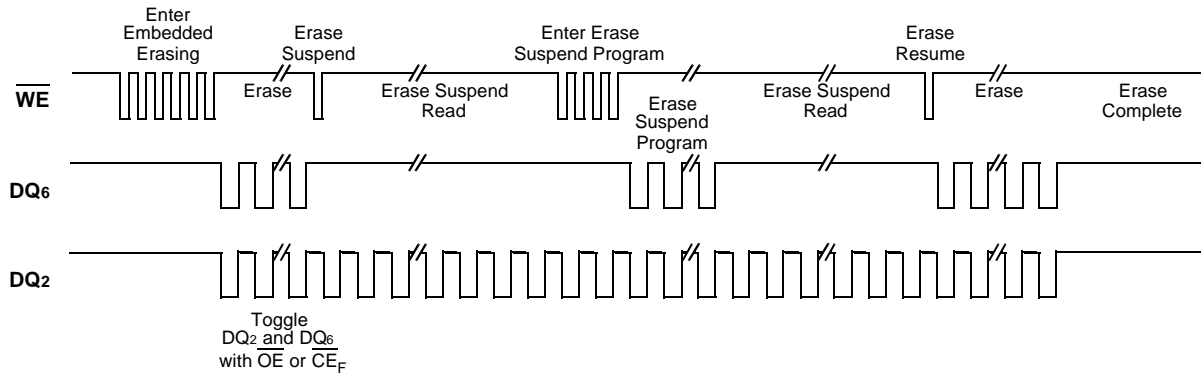 Enter
Embedded
Erasing
Erase
Suspend
Enter Erase
Suspend Program
Erase
Resume
WE
Erase
Erase Suspend
Read
Erase
Suspend
Program
Erase Suspend
Read
Erase
Erase
Complete
DQ6
DQ2
Toggle
DQ2 and DQ6
with OE or CEF